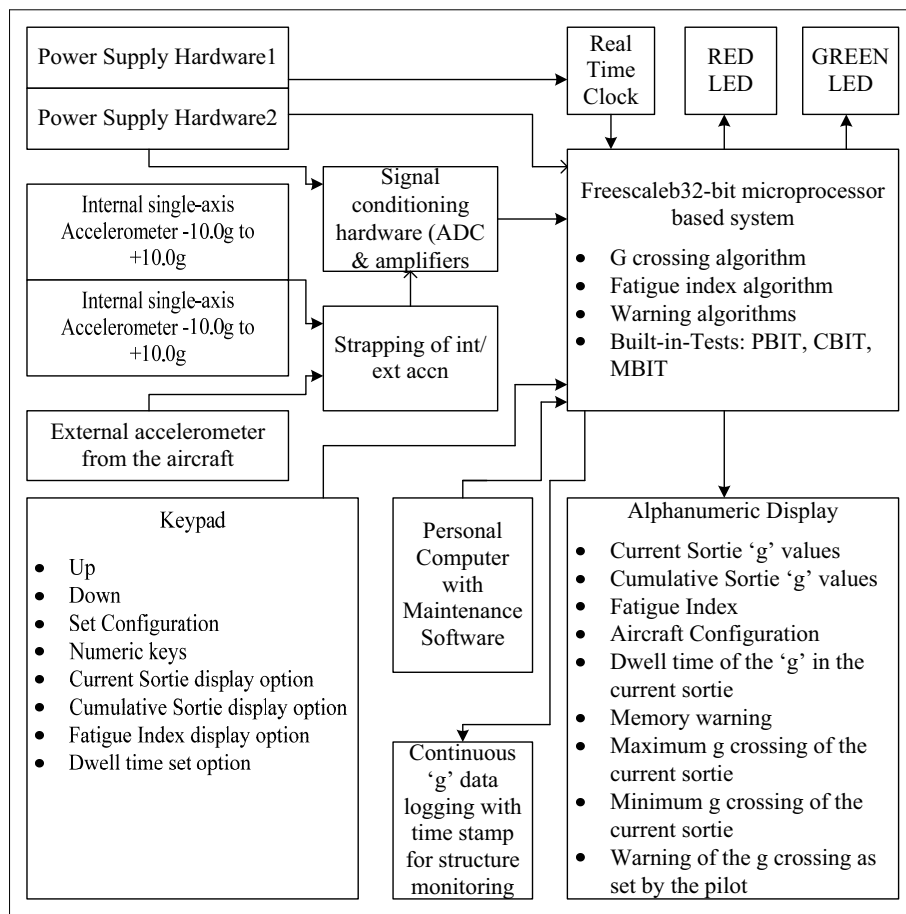 Power Supply Hardware1
Power Supply Hardware2
Real
Time
Clock
RED
LED
GREEN
LED
Internal single-axis
Accelerometer -10.0g to
+10.0g
Internal single-axis
Accelerometer -10.0g to
+10.0g
External accelerometer
from the aircraft
Signal
conditioning
hardware (ADC
& amplifiers
Strapping of int/
ext accn
Freescaleb32-bit microprocessor
based system
• G crossing algorithm
• Fatigue index algorithm
• Warning algorithms
• Built-in-Tests: PBIT, CBIT,
MBIT
Keypad
• Up
• Down
• Set Configuration
• Numeric keys
• Current Sortie display option
• Cumulative Sortie display option
• Fatigue Index display option
• Dwell time set option
Personal
Computer
with
Maintenance
Software
Continuous
‘g’ data
logging with
time stamp
for structure
monitoring
Alphanumeric Display
• Current Sortie ‘g’ values
• Cumulative Sortie ‘g’ values
• Fatigue Index
• Aircraft Configuration
• Dwell time of the ‘g’ in the
current sortie
• Memory warning
• Maximum g crossing of the
current sortie
• Minimum g crossing of the
current sortie
• Warning of the g crossing as
set by the pilot